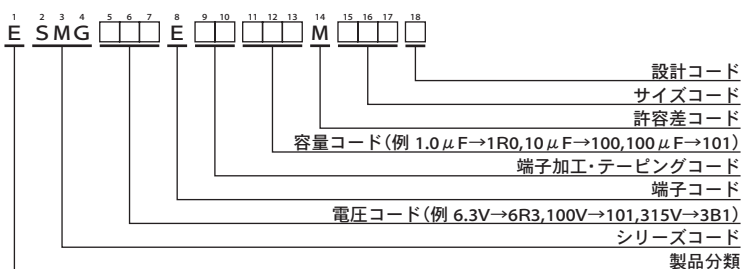 1 2 3 4 5 6 7 8 9 10 11 12 13 14 15 16 17 18
E SMG □□□ E □□ □□□ M □□□ □
設計コード
サイズコード
許容差コード
容量コード(例 1.0μF→1R0,10μF→100,100μF→101)
端子加工・テーピングコード
端子コード
電圧コード(例 6.3V→6R3,100V→101,315V→3B1)
シリーズコード
製品分類